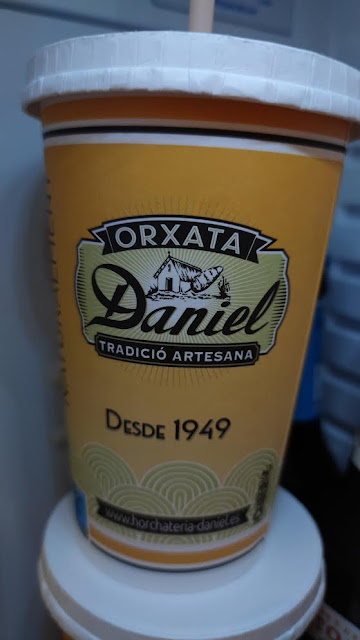 ORXATA
Daniel
TRADICIÓ ARTESANA
DESDE 1949
www.horchateria-daniel.es